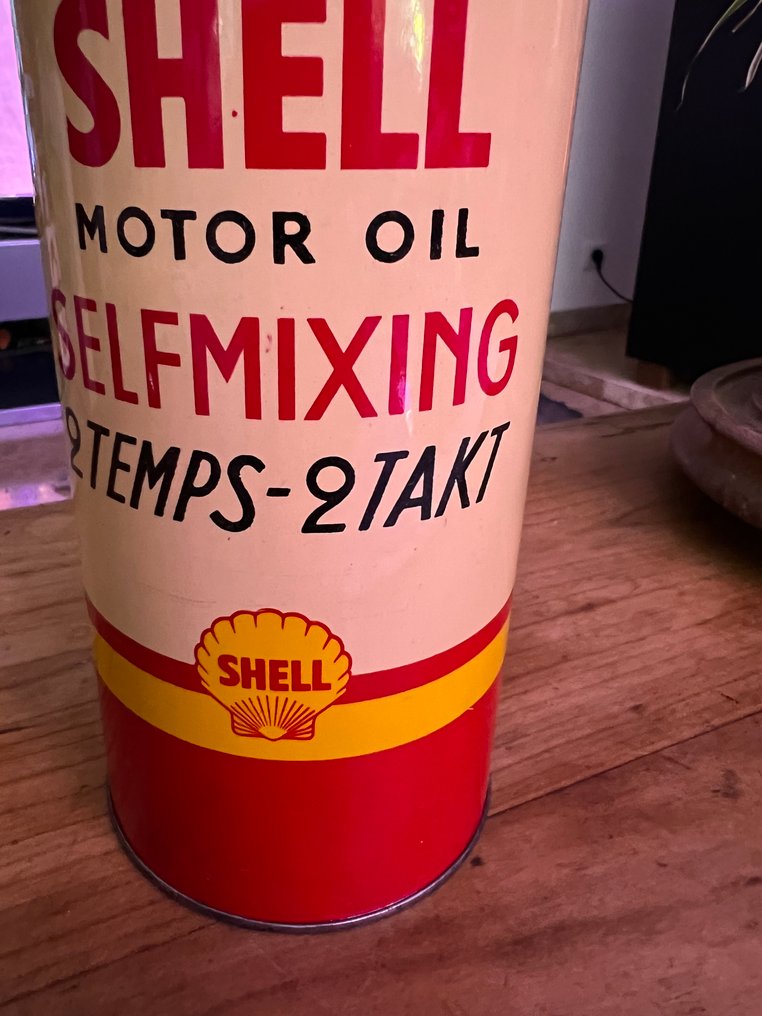 SHELL
MOTOR OIL
SELFMIXING
2TEMPS-2TAKT
SHELL